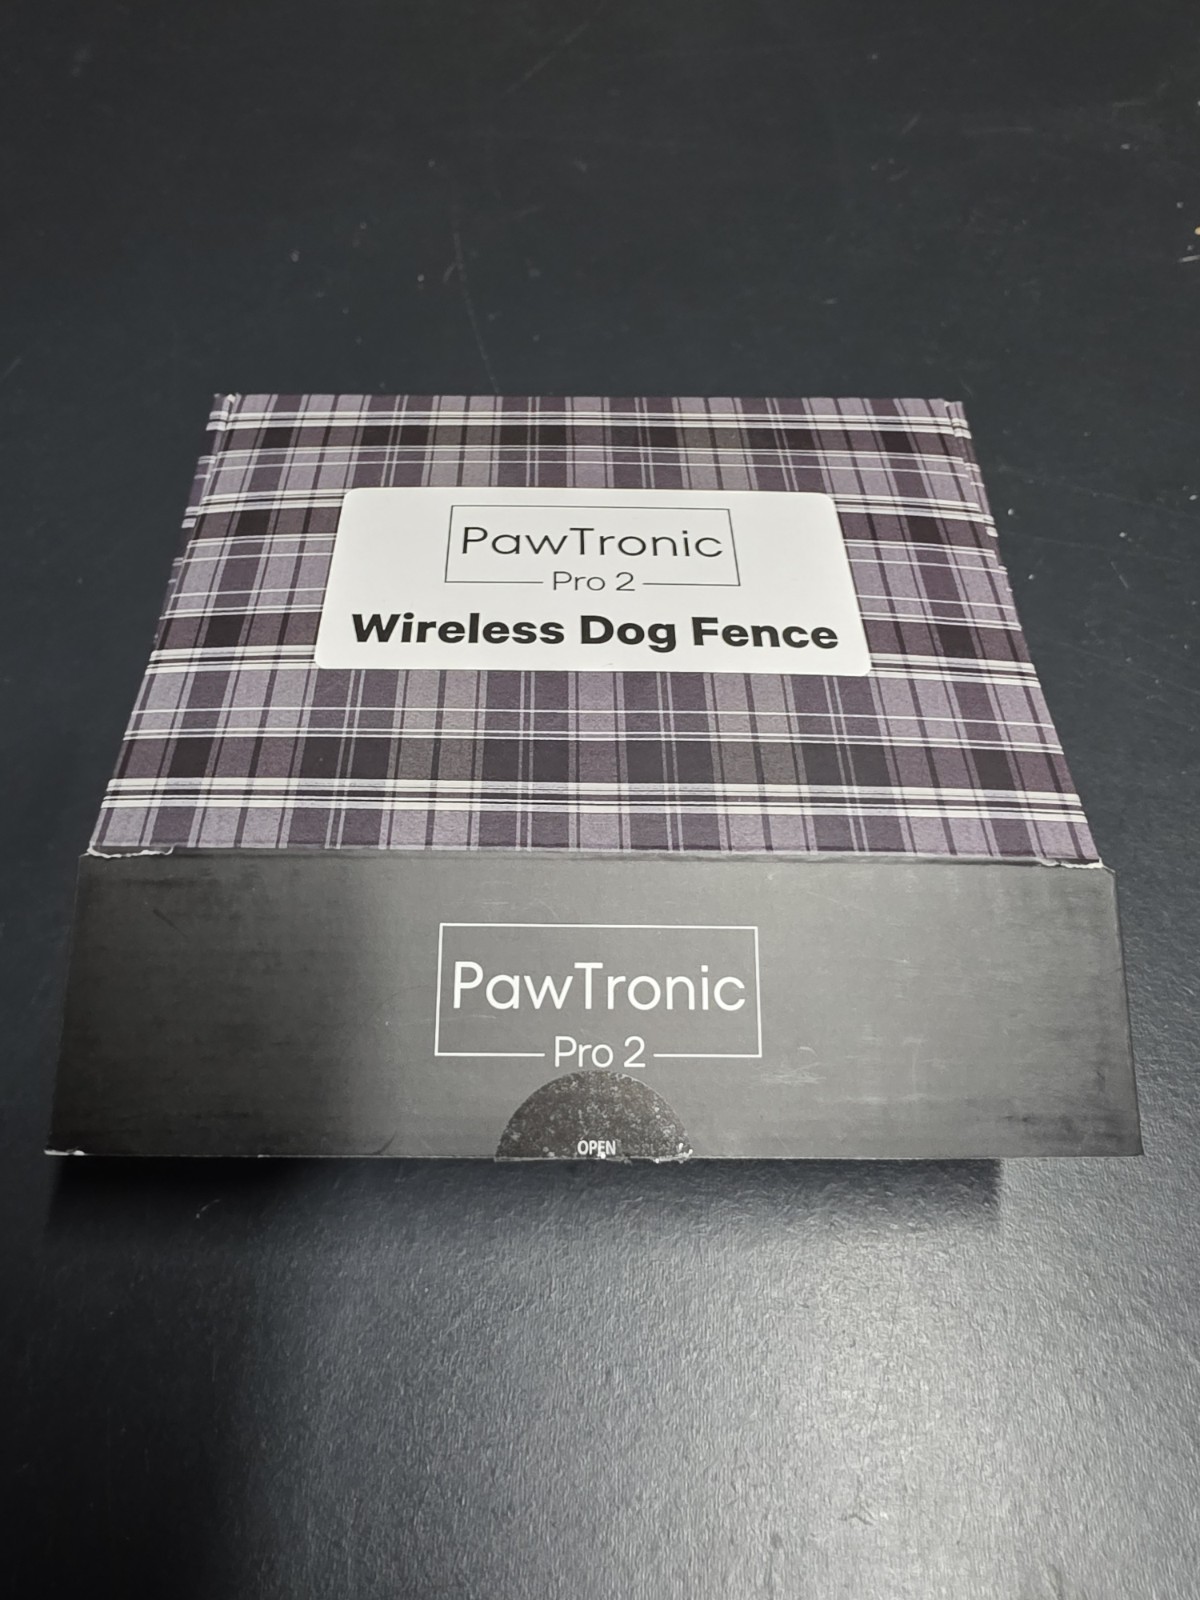 PawTronic
Pro 2
Wireless Dog Fence
PawTronic
Pro 2
OPEN